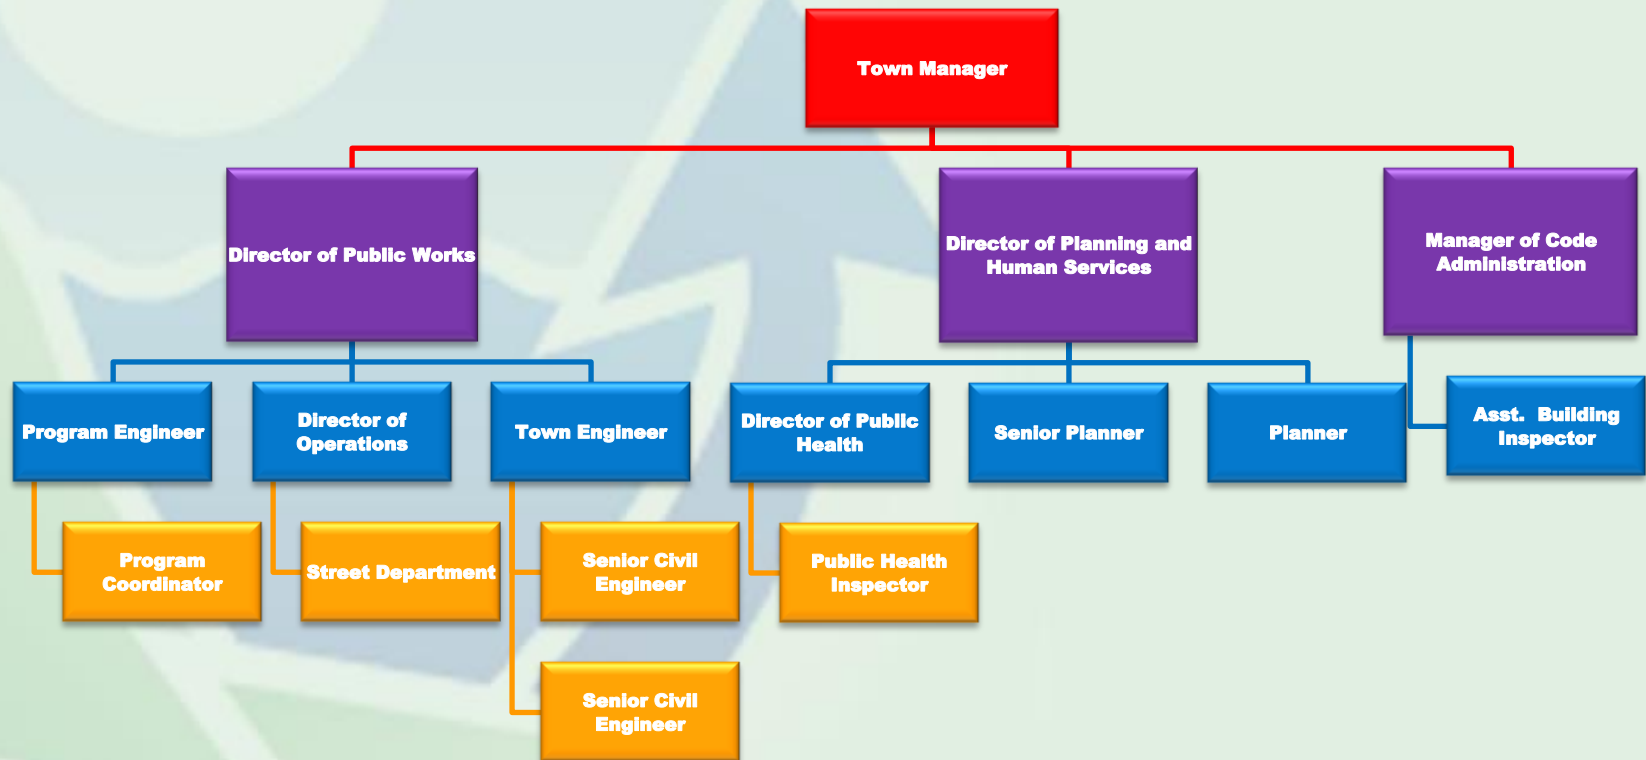 Town Manager
Director of Public Works
Director of Planning and
Human Services
Manager of Code
Administration
Program Engineer
Director of
Operations
Town Engineer
Director of Public
Health
Senior Planner
Planner
Asst.  Building
Inspector
Program
Coordinator
Street Department
Senior Civil
Engineer
Public Health
Inspector
Senior Civil
Engineer